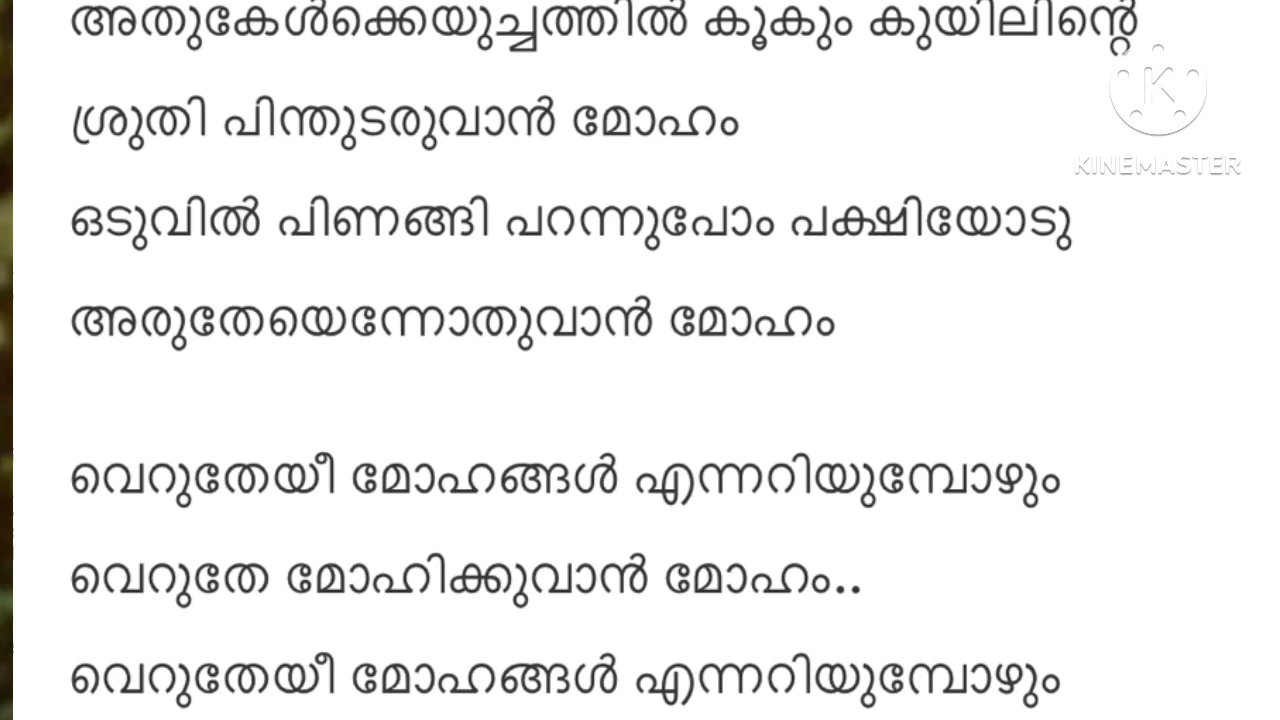 അതുകേൾക്കെയുച്ചത്തിൽ കൂകും കുയിലിന്റെ
ശ്രുതി പിന്തുടരുവാൻ മോഹം
ഒടുവിൽ പിണങ്ങി പറന്നുപോം പക്ഷിയോടു
അരുതേയെന്നോതുവാൻ മോഹം
വെറുതേയീ മോഹങ്ങൾ എന്നറിയുമ്പോഴും
വെറുതേ മോഹിക്കുവാൻ മോഹം..
വെറുതേയീ മോഹങ്ങൾ എന്നറിയുമ്പോഴും
K
KINEMASTER